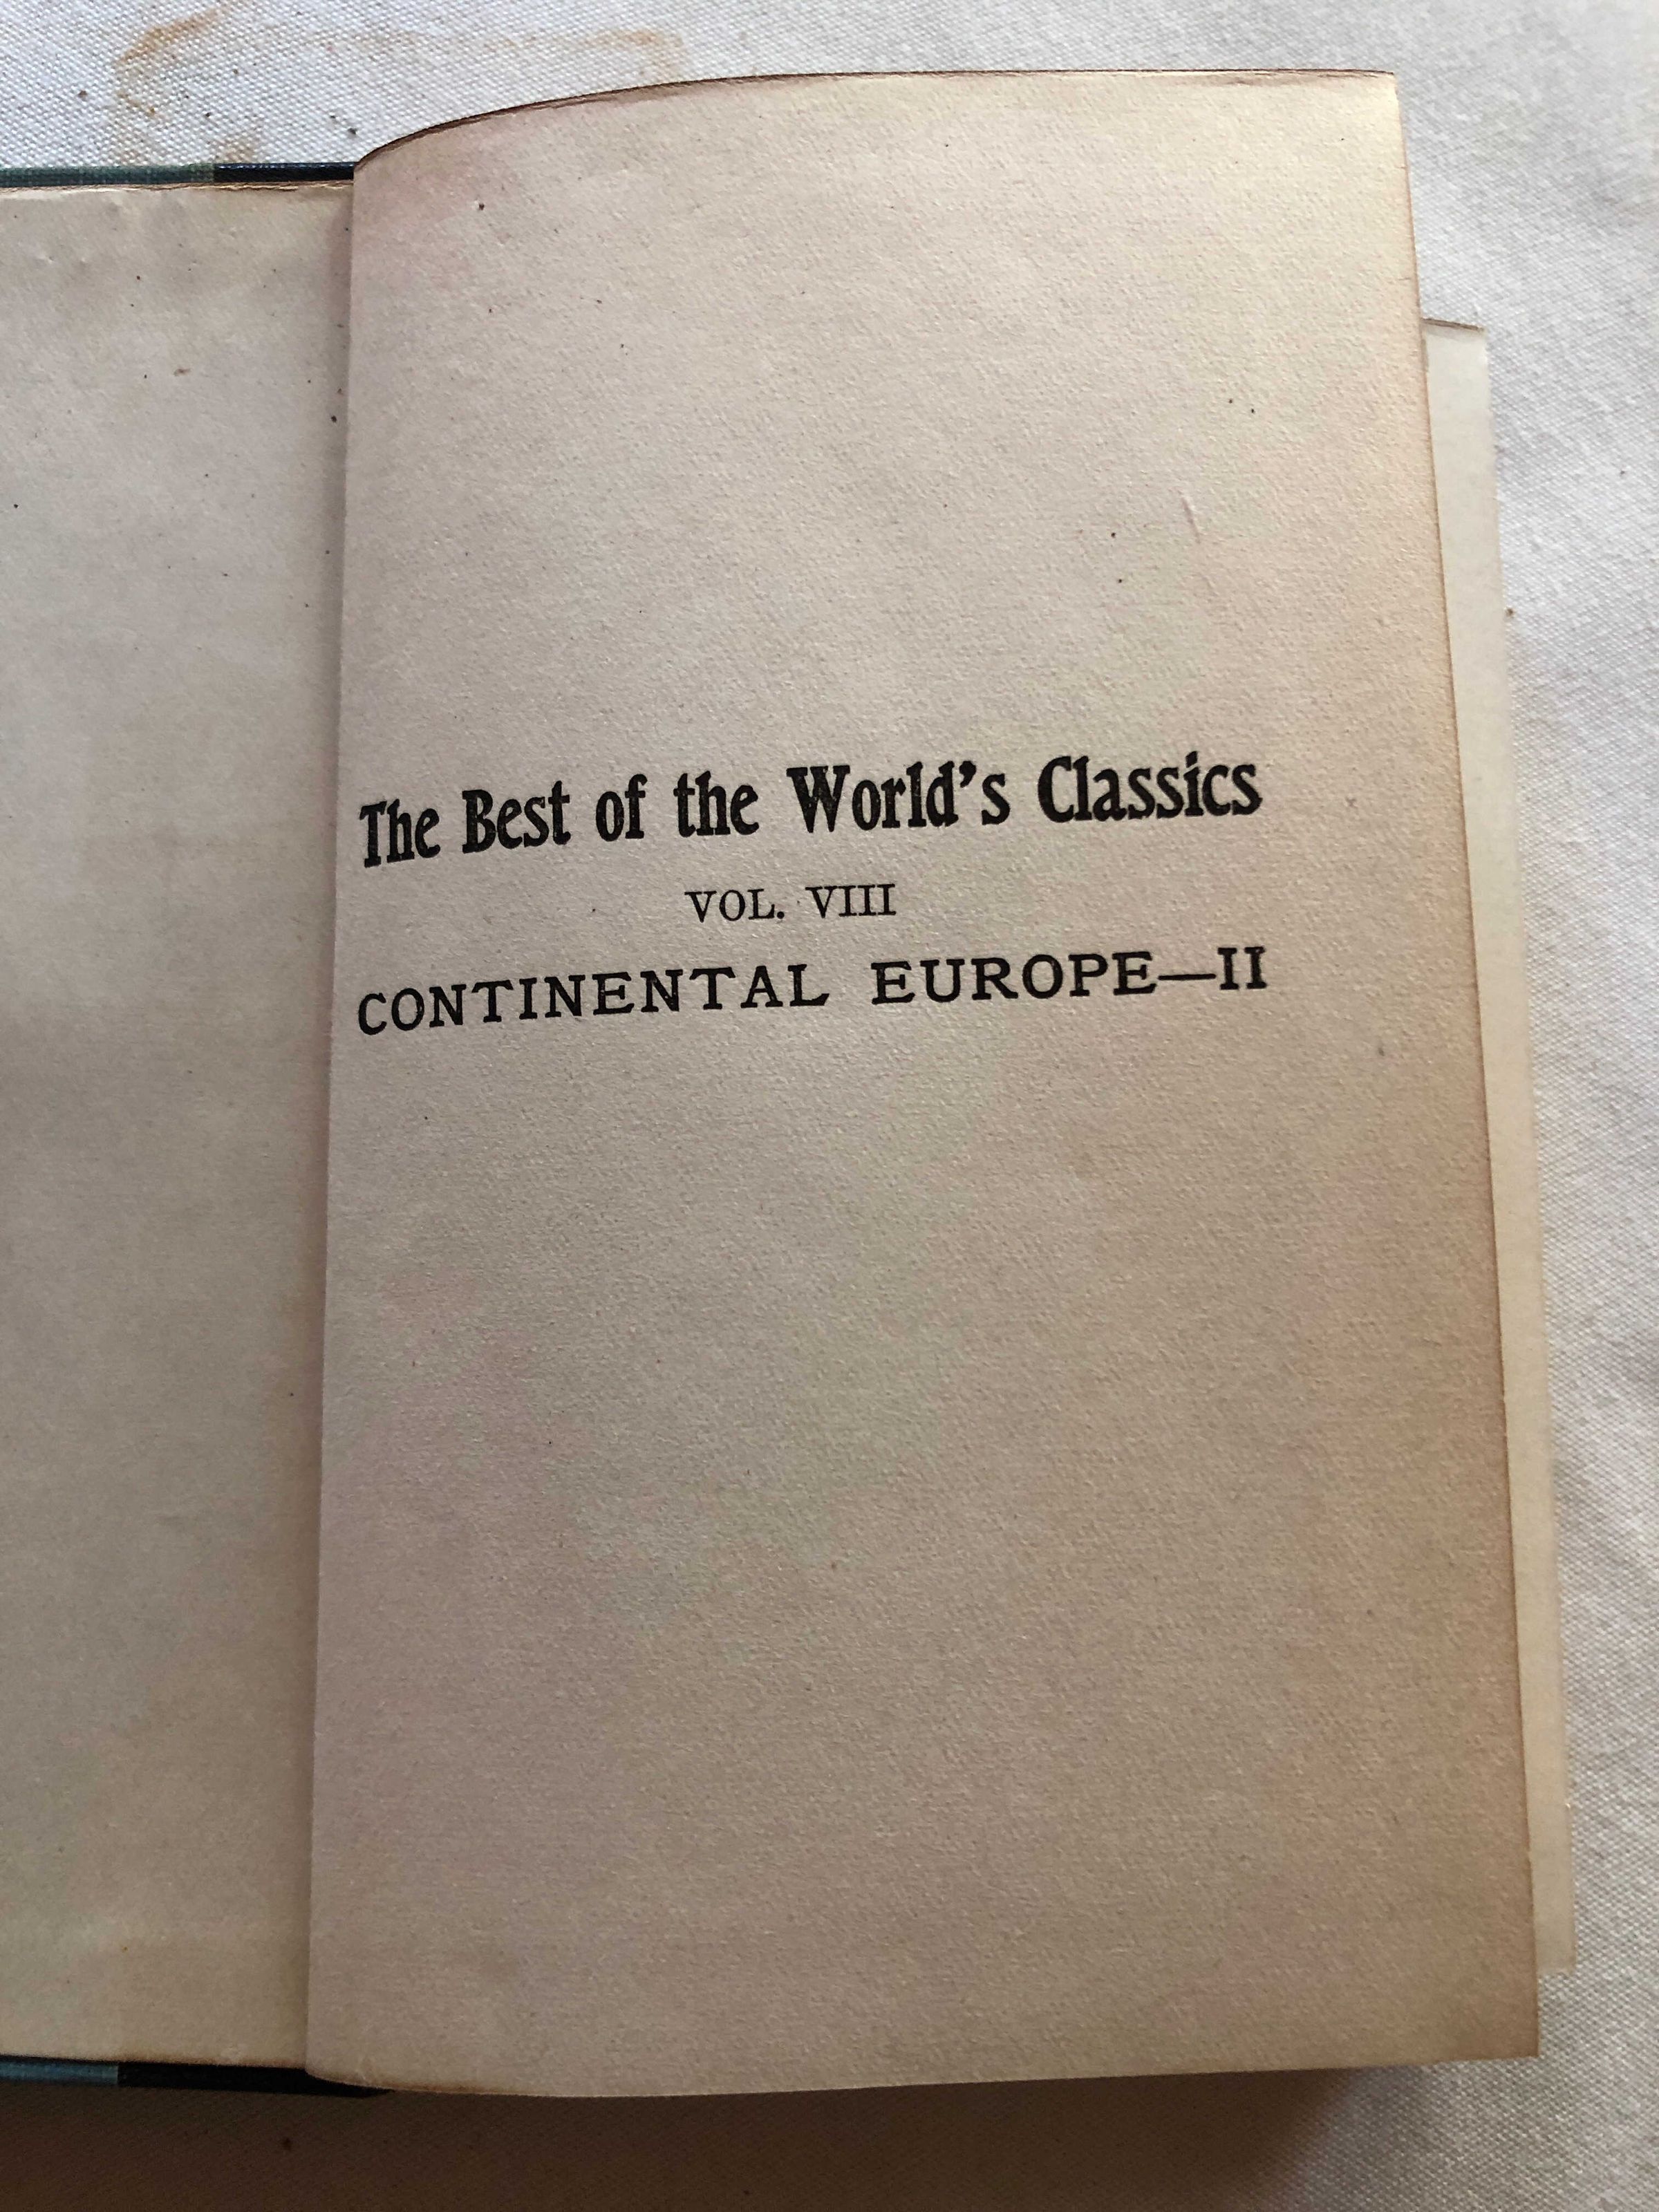 The Best of the World's Classics
VOL. VIII
CONTINENTAL EUROPE—II